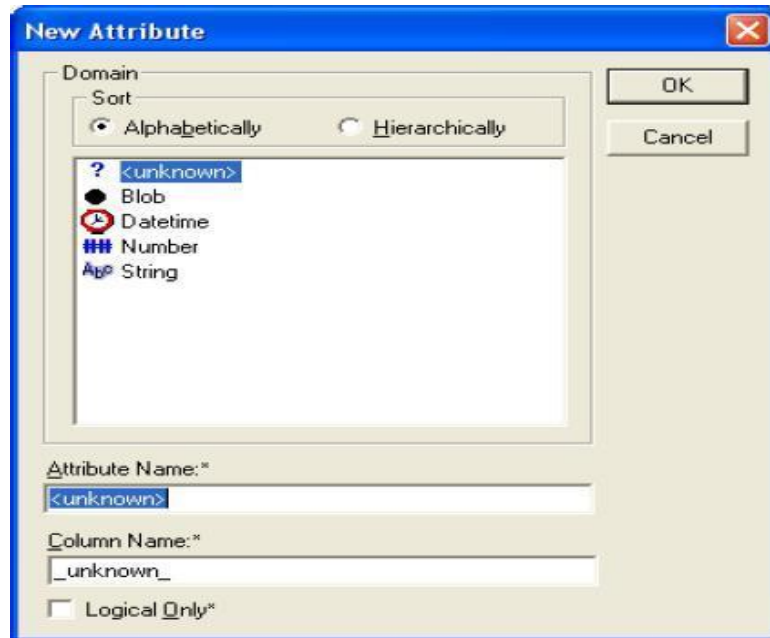 New Attribute
Domain
Sort
Alphabetically
Hierarchically
OK
Cancel
? <unknown>
Blob
Datetime
Number
String
Attribute Name:*
<unknown>
Column Name:*
_unknown_
Logical Only*